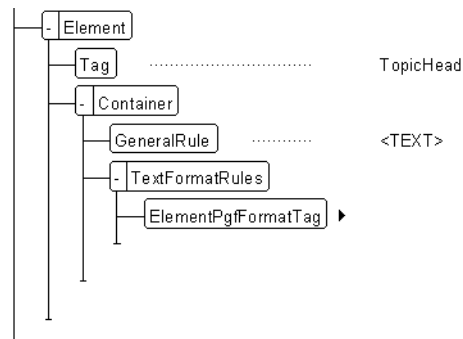 - Element
Tag TopicHead
- Container
GeneralRule <TEXT>
- TextFormatRules
ElementPgfFormatTag